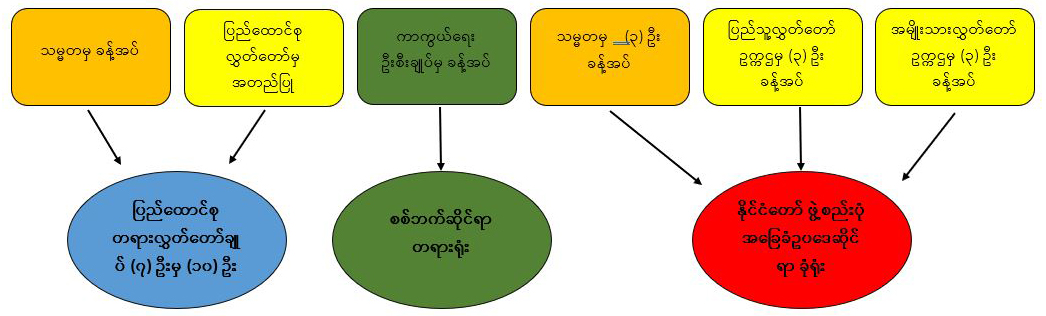 သမ္မတမှ ခန့်အပ်
ပြည်ထောင်စု
လွှတ်တော်မှ
အတည်ပြု
ကာကွယ်ရေး
ဦးစီးချုပ်မှ ခန့်အပ်
သမ္မတမှ _(၃) ဦး
ခန့်အပ်
ပြည်သူ့လွှတ်တော်
ဥက္ကဌမှ (၃) ဦး
ခန့်အပ်
အမျိုးသားလွှတ်တော်
ဥက္ကဌမှ (၃) ဦး
ခန့်အပ်
ပြည်ထောင်စု
တရားလွှတ်တော်ချု
ပ် (၇) ဦးမှ (၁၀) ဦး
စစ်ဘက်ဆိုင်ရာ
တရားရုံး
နိုင်ငံတော် ဖွဲ့စည်းပုံ
အခြေခံဥပဒေဆိုင်
ရာ ခုံရုံး